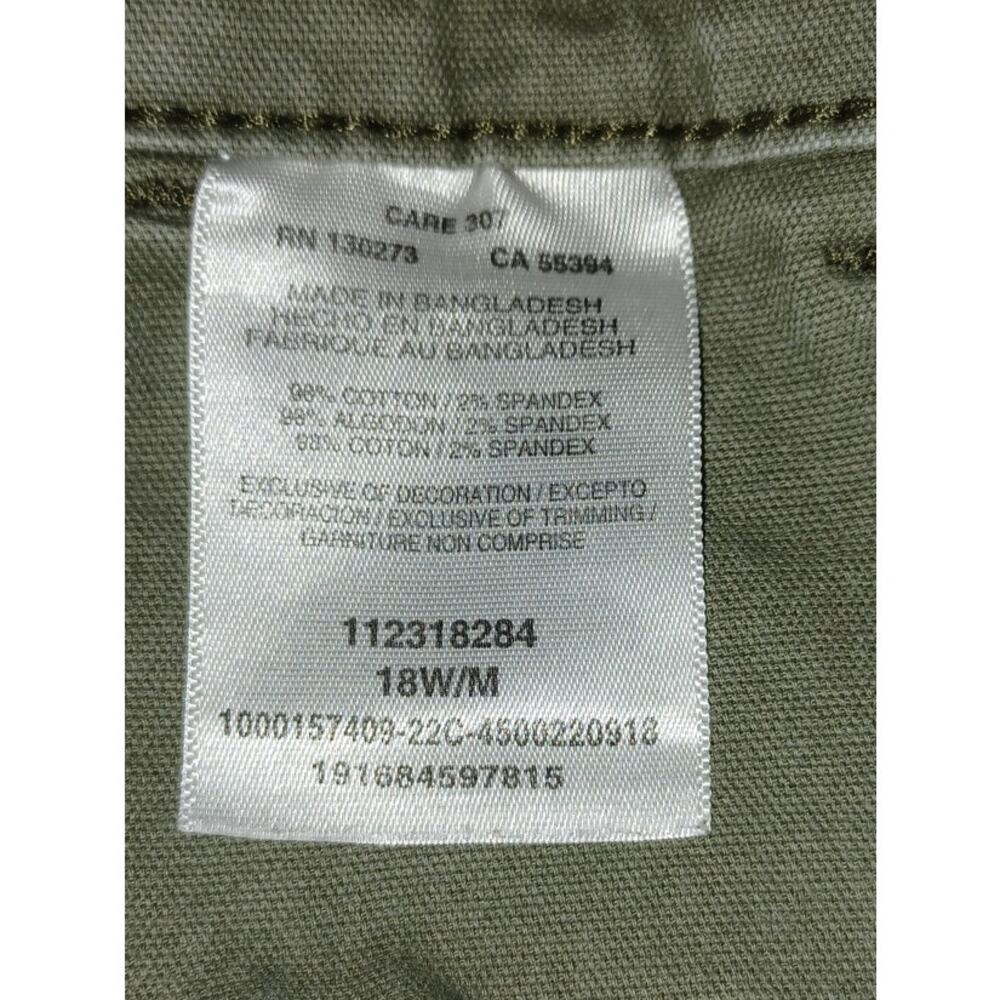 CARE 307
RN 130273 CA 55394
MADE IN BANGLADESH
HECHO EN BANGLADESH
FABRIQUE AU BANGLADESH
98% COTTON / 2% SPANDEX
98% ALGODON / 2% SPANDEX
98% COTON / 2% SPANDEX
EXCLUSIVE OF DECORATION / EXCEPTO
DECORACION / EXCLUSIVE OF TRIMMING /
GARNITURE NON COMPRISE
112318284
18W/M
1000157409-22C-4500220918
191684597815